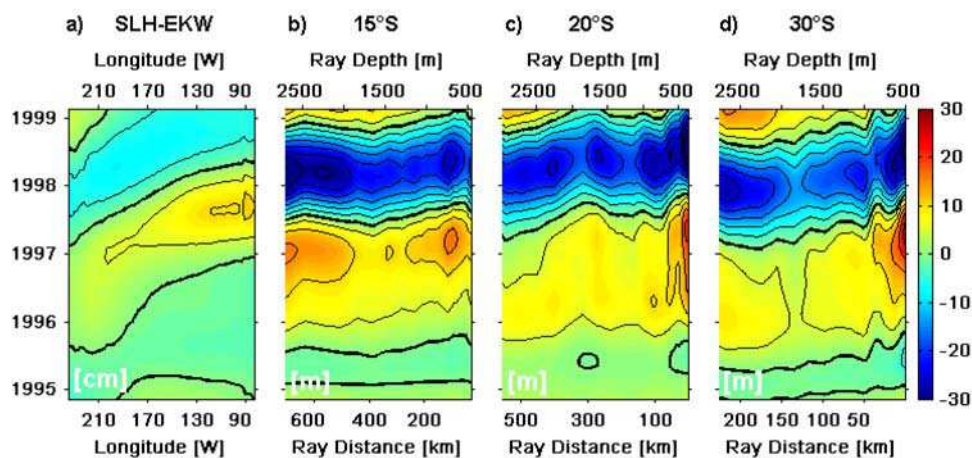 a) SLH-EKW b) 15°S c) 20°S d) 30°S
Longitude [W] Ray Depth [m] Ray Depth [m] Ray Depth [m]
210 170 130 90 2500 1500 500 2500 1500 500 2500 1500 500
1999 30
1998 20
10
1997 0
-10
1996 -20
1995 [cm] [m] [m] [m] -30
210 170 130 90 600 400 200 500 300 100 200 150 100 50
Longitude [W] Ray Distance [km] Ray Distance [km] Ray Distance [km]